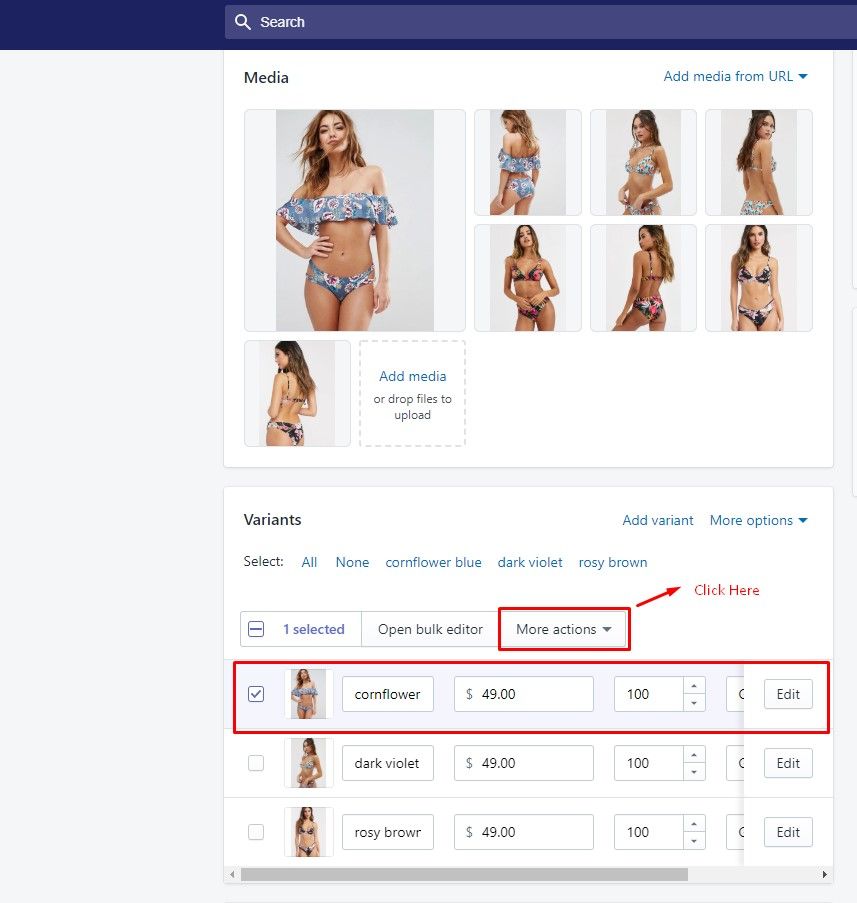 Search
Media
Add media from URL
Add media
or drop files to
upload
Variants
Add variant More options
Select: All None cornflower blue dark violet rosy brown
Click Here
1 selected Open bulk editor More actions
cornflower $ 49.00 100 Edit
dark violet $ 49.00 100 Edit
rosy brown $ 49.00 100 Edit